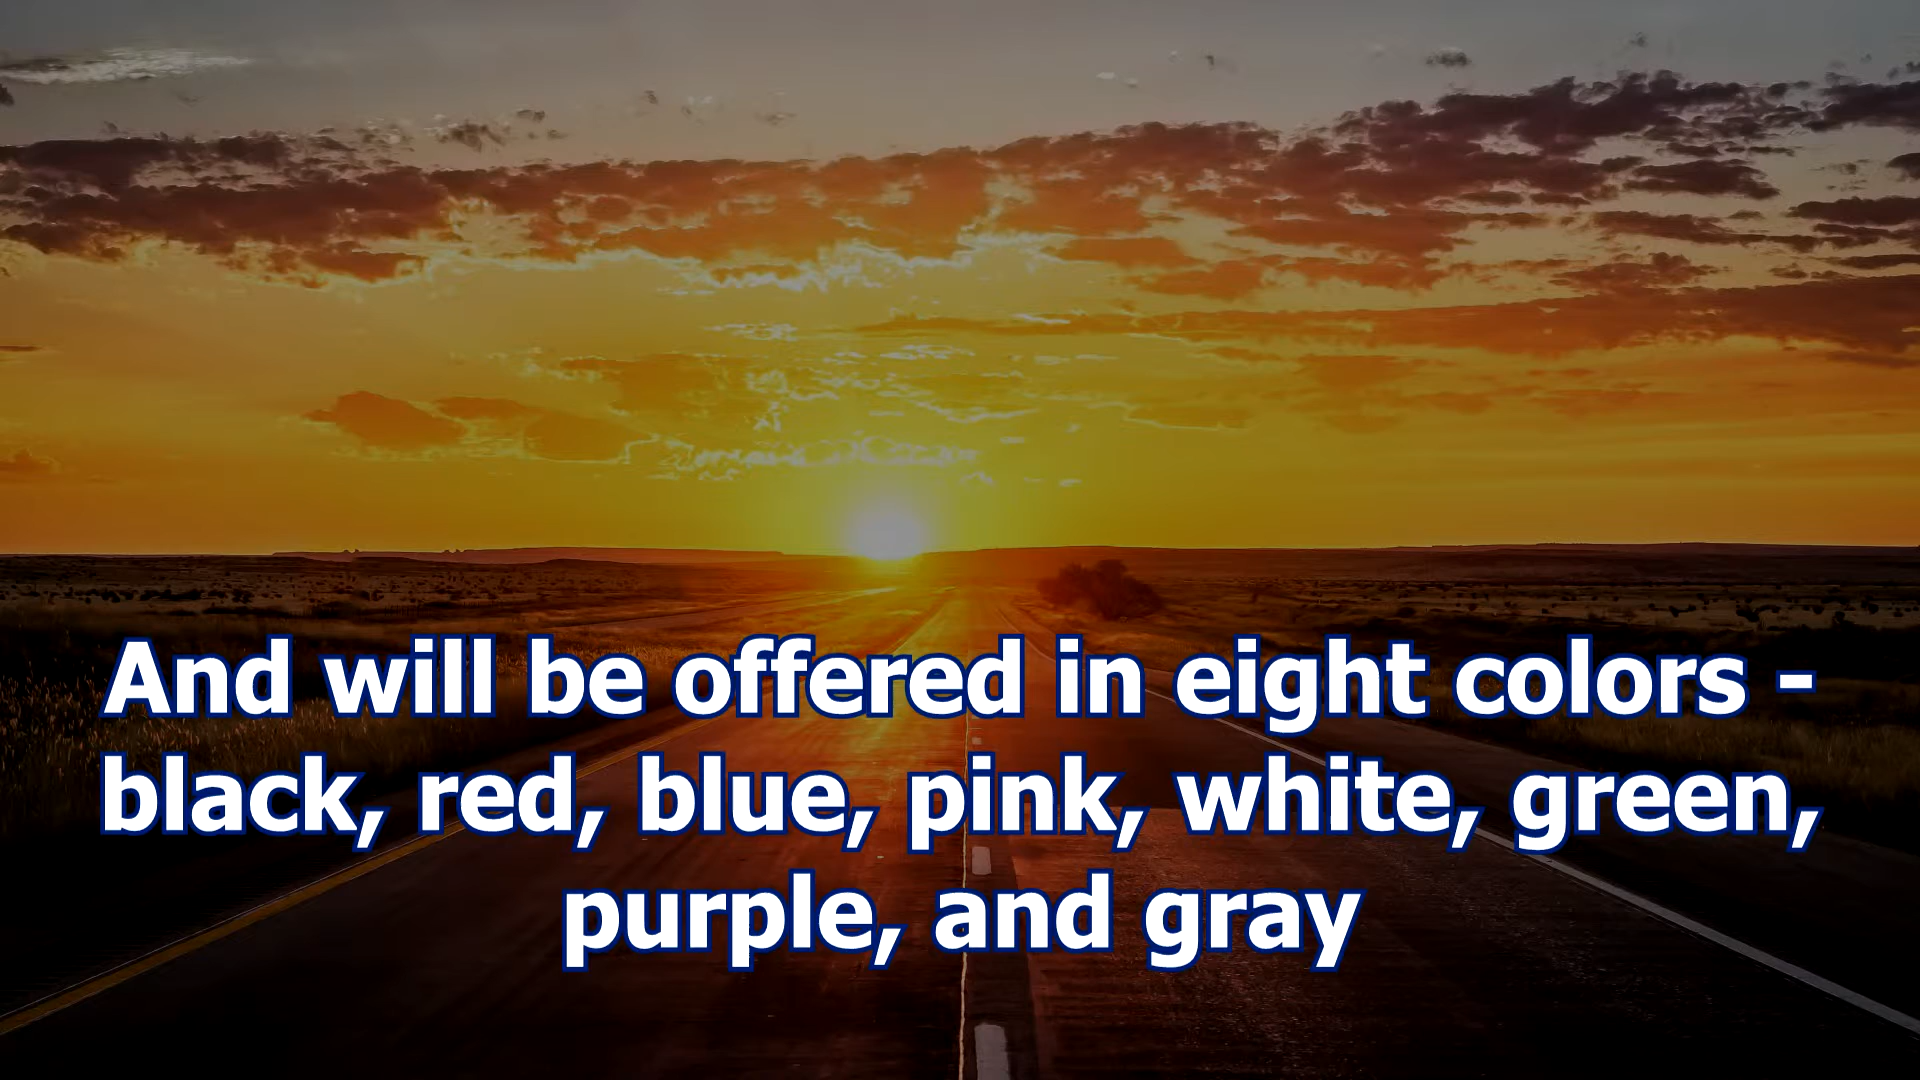 And will be offered in eight colors -
black, red, blue, pink, white, green,
purple, and gray